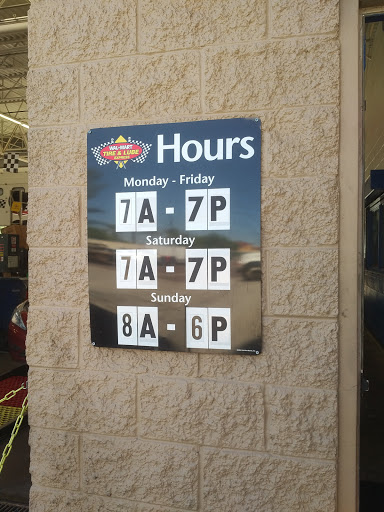 WAL-MART
TIRE & LUBE
EXPRESS
Hours
Monday - Friday
7A - 7P
Saturday
7A - 7P
Sunday
8A - 6P